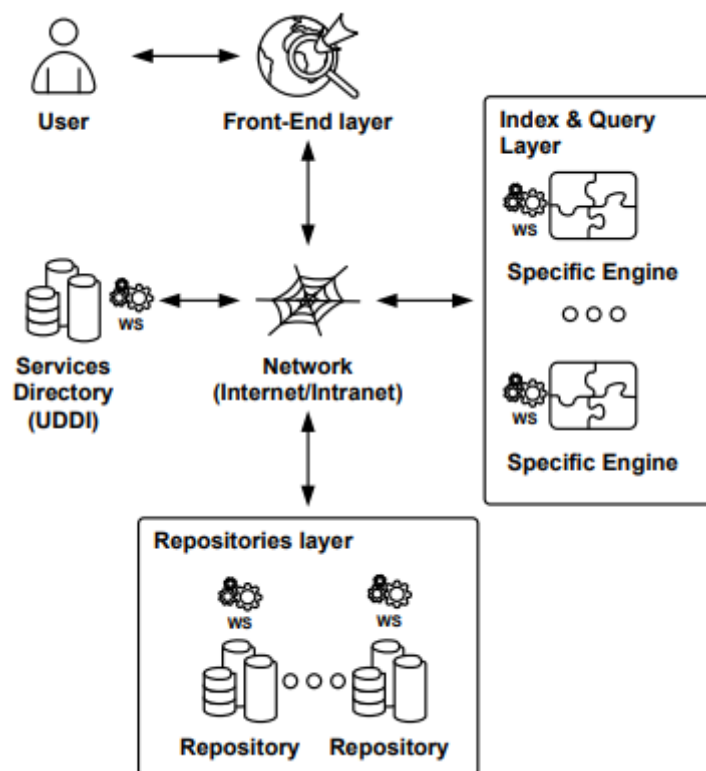 User
Front-End layer
Index & Query
Layer
WS
Specific Engine
WS
Specific Engine
WS
Services
Directory
(UDDI)
Network
(Internet/Intranet)
Repositories layer
WS
WS
Repository
Repository